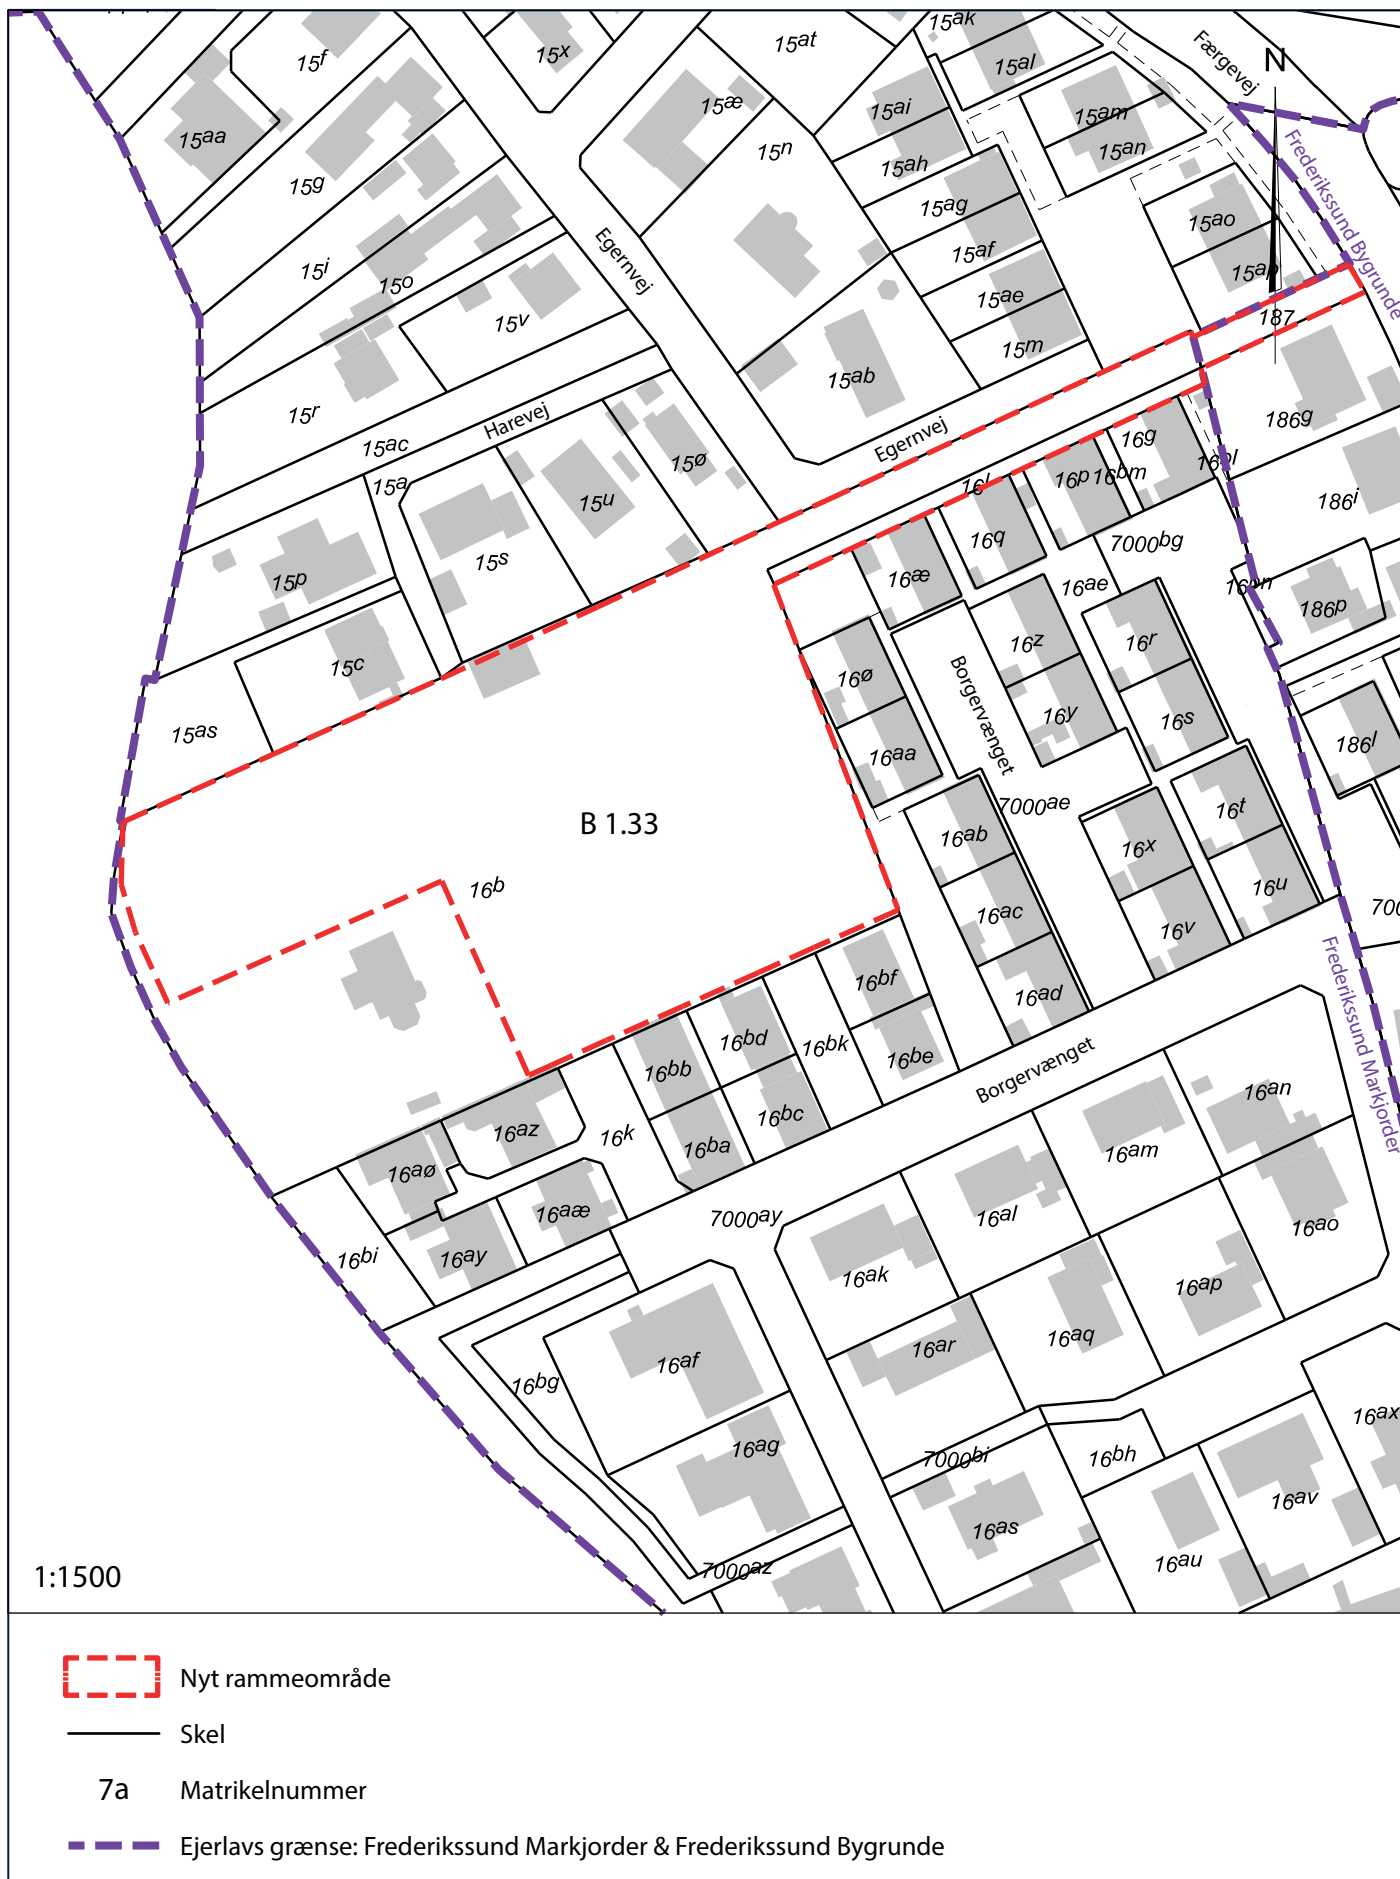 15ak
Færgevej
N
15f
15x
15at
15al
15aa
15æ
15ai
15am
15n
15ah
15an
Frederikssund Bygrunde
15g
15ag
15ao
Egernvej
15i
15o
15af
15ap
15v
15ae
187
15m
15r
15ab
Harevej
Egernvej
15ac
16g
186g
15a
15ø
16l
16p
16bm
16bl
15u
186i
15s
16q
7000bg
15p
16æ
16ae
186p
15c
16ø
Borgervænget
16z
16r
15as
16y
16s
16aa
186l
B 1.33
7000ae
16ab
16x
16t
16b
16u
16ac
16v
Frederikssund Markjorder
16bf
16ad
16bd
16bk
16be
Borgervænget
16bb
16bc
16an
16az
16k
16ba
16am
16aø
16aæ
7000ay
16al
16ao
16bi
16ay
16ak
16ap
16ar
16aq
16af
16bg
16ax
16ag
7000bi
16bh
16av
16as
16au
7000az
1:1500
Nyt rammeområde
Skel
7a Matrikelnummer
Ejerlavs grænse: Frederikssund Markjorder & Frederikssund Bygrunde